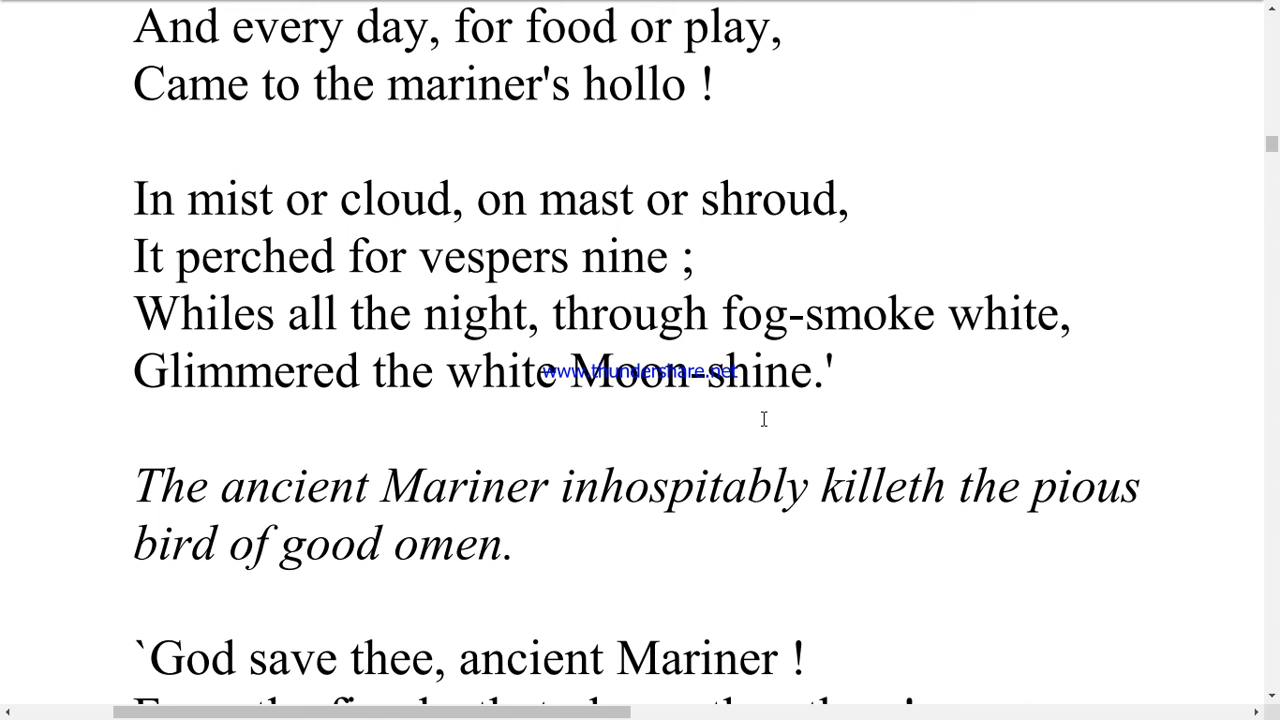 And every day, for food or play,
Came to the mariner's hollo !
In mist or cloud, on mast or shroud,
It perched for vespers nine ;
Whiles all the night, through fog-smoke white,
Glimmered the white Moon-shine.'
www.thundershare.net
The ancient Mariner inhospitably killeth the pious
bird of good omen.
`God save thee, ancient Mariner !